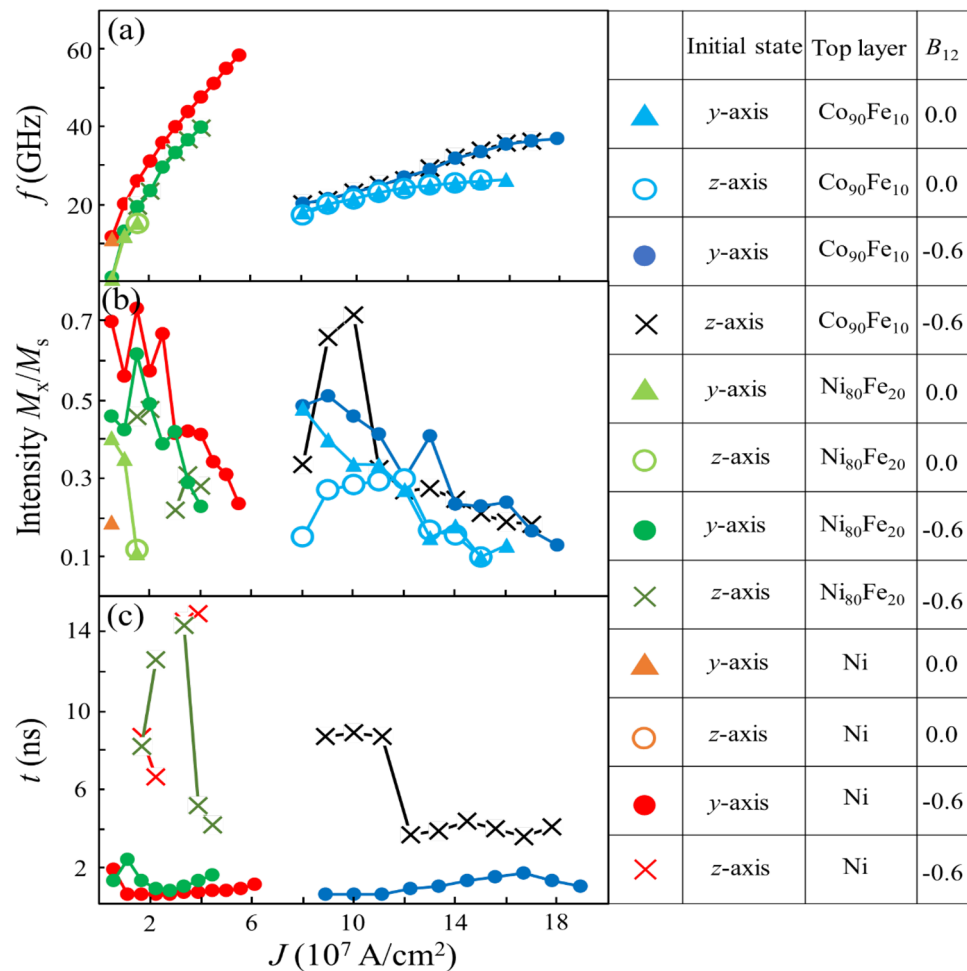 (a)
60
40
20
f (GHz)
(b)
0.7
0.5
0.3
0.1
Intensity Mx/Ms
(c)
14
10
6
2
t (ns)
2 6 10 14 18
J (10⁷ A/cm²)
Initial state Top layer B₁₂
y-axis Co₉₀Fe₁₀ 0.0
z-axis Co₉₀Fe₁₀ 0.0
y-axis Co₉₀Fe₁₀ -0.6
z-axis Co₉₀Fe₁₀ -0.6
y-axis Ni₈₀Fe₂₀ 0.0
z-axis Ni₈₀Fe₂₀ 0.0
y-axis Ni₈₀Fe₂₀ -0.6
z-axis Ni₈₀Fe₂₀ -0.6
y-axis Ni 0.0
z-axis Ni 0.0
y-axis Ni -0.6
z-axis Ni -0.6